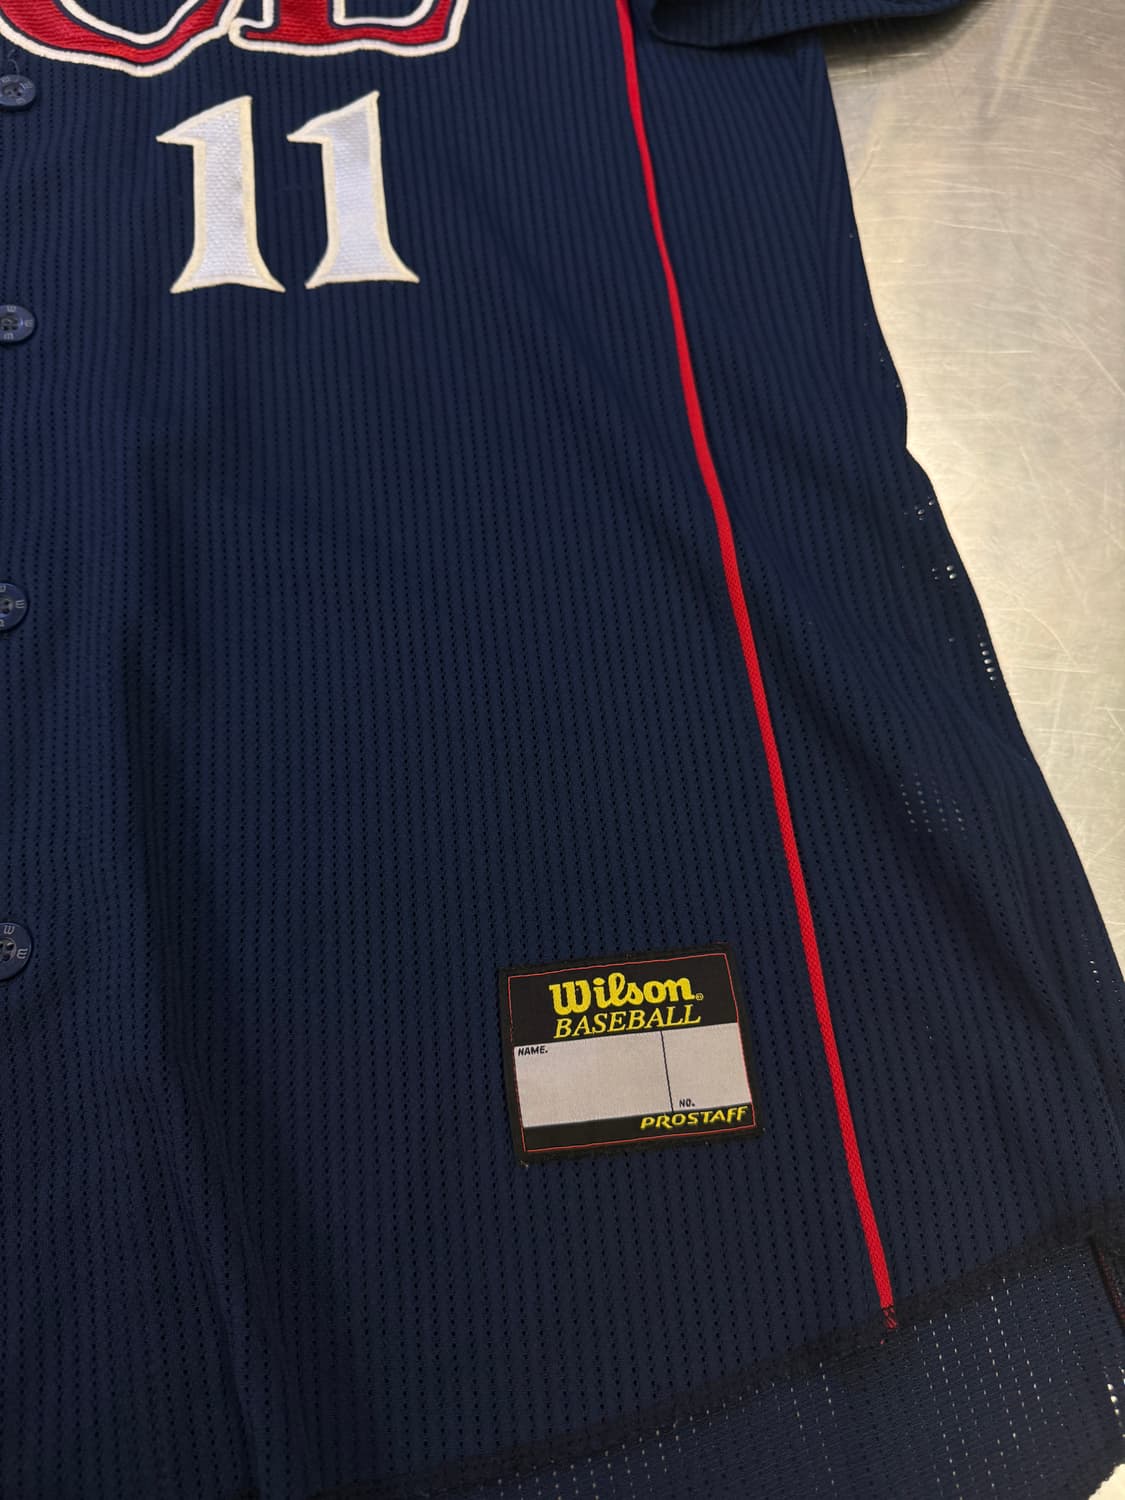 11
Wilson®
BASEBALL
NAME.
NO.
PROSTAFF